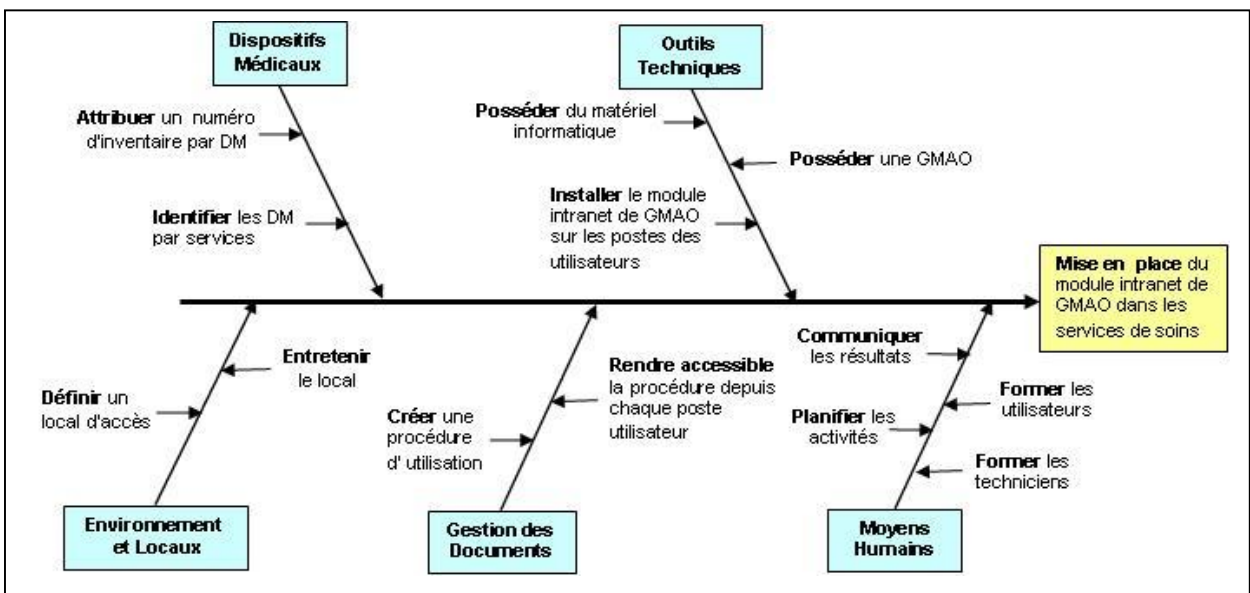 Dispositifs
Médicaux
Outils
Techniques
Attribuer un numéro
d'inventaire par DM
Posséder du matériel
informatique
Posséder une GMAO
Identifier les DM
par services
Installer le module
intranet de GMAO
sur les postes des
utilisateurs
Mise en place du
module intranet de
GMAO dans les
services de soins
Entretenir
le local
Définir un
local d'accès
Rendre accessible
la procédure depuis
chaque poste
utilisateur
Créer une
procédure
d' utilisation
Communiquer
les résultats
Former les
utilisateurs
Planifier les
activités
Former les
techniciens
Environnement
et Locaux
Gestion des
Documents
Moyens
Humains